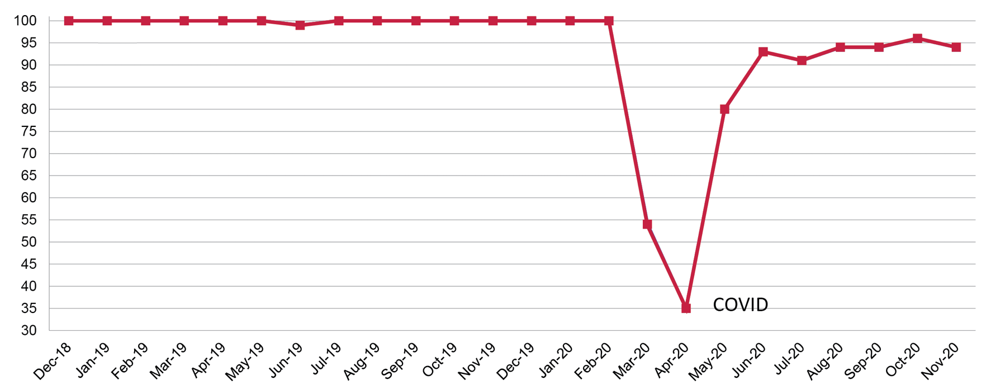 100
95
90
85
80
75
70
65
60
55
50
45
40
35
30
COVID
Dec-18
Jan-19
Feb-19
Mar-19
Apr-19
May-19
Jun-19
Jul-19
Aug-19
Sep-19
Oct-19
Nov-19
Dec-19
Jan-20
Feb-20
Mar-20
Apr-20
May-20
Jun-20
Jul-20
Aug-20
Sep-20
Oct-20
Nov-20